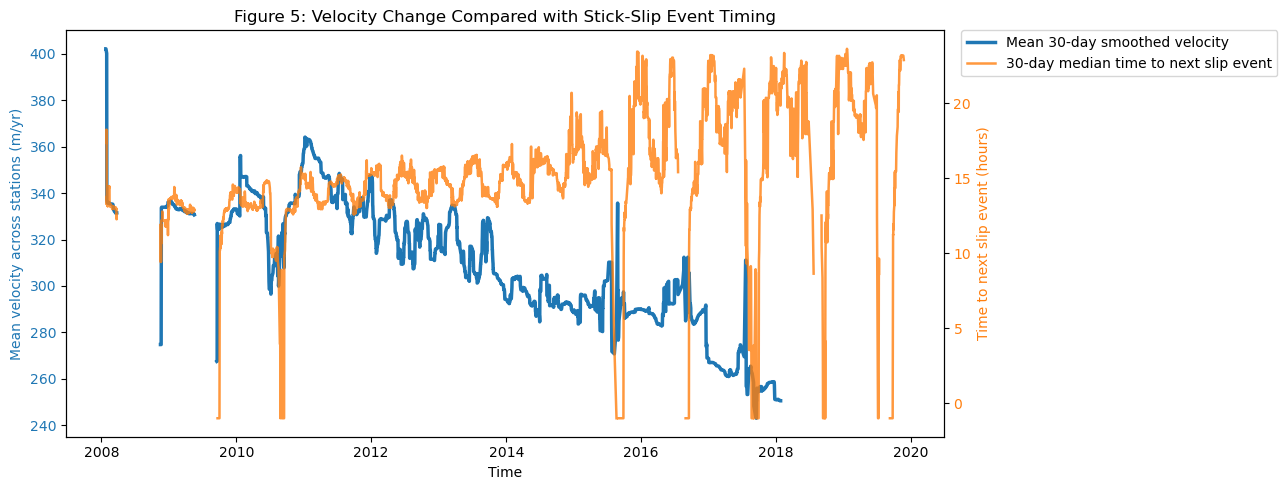 Figure 5: Velocity Change Compared with Stick-Slip Event Timing
Mean 30-day smoothed velocity
30-day median time to next slip event
Mean velocity across stations (m/yr)
400
380
360
340
320
300
280
260
240
20
15
10
5
0
Time to next slip event (hours)
2008 2010 2012 2014 2016 2018 2020
Time